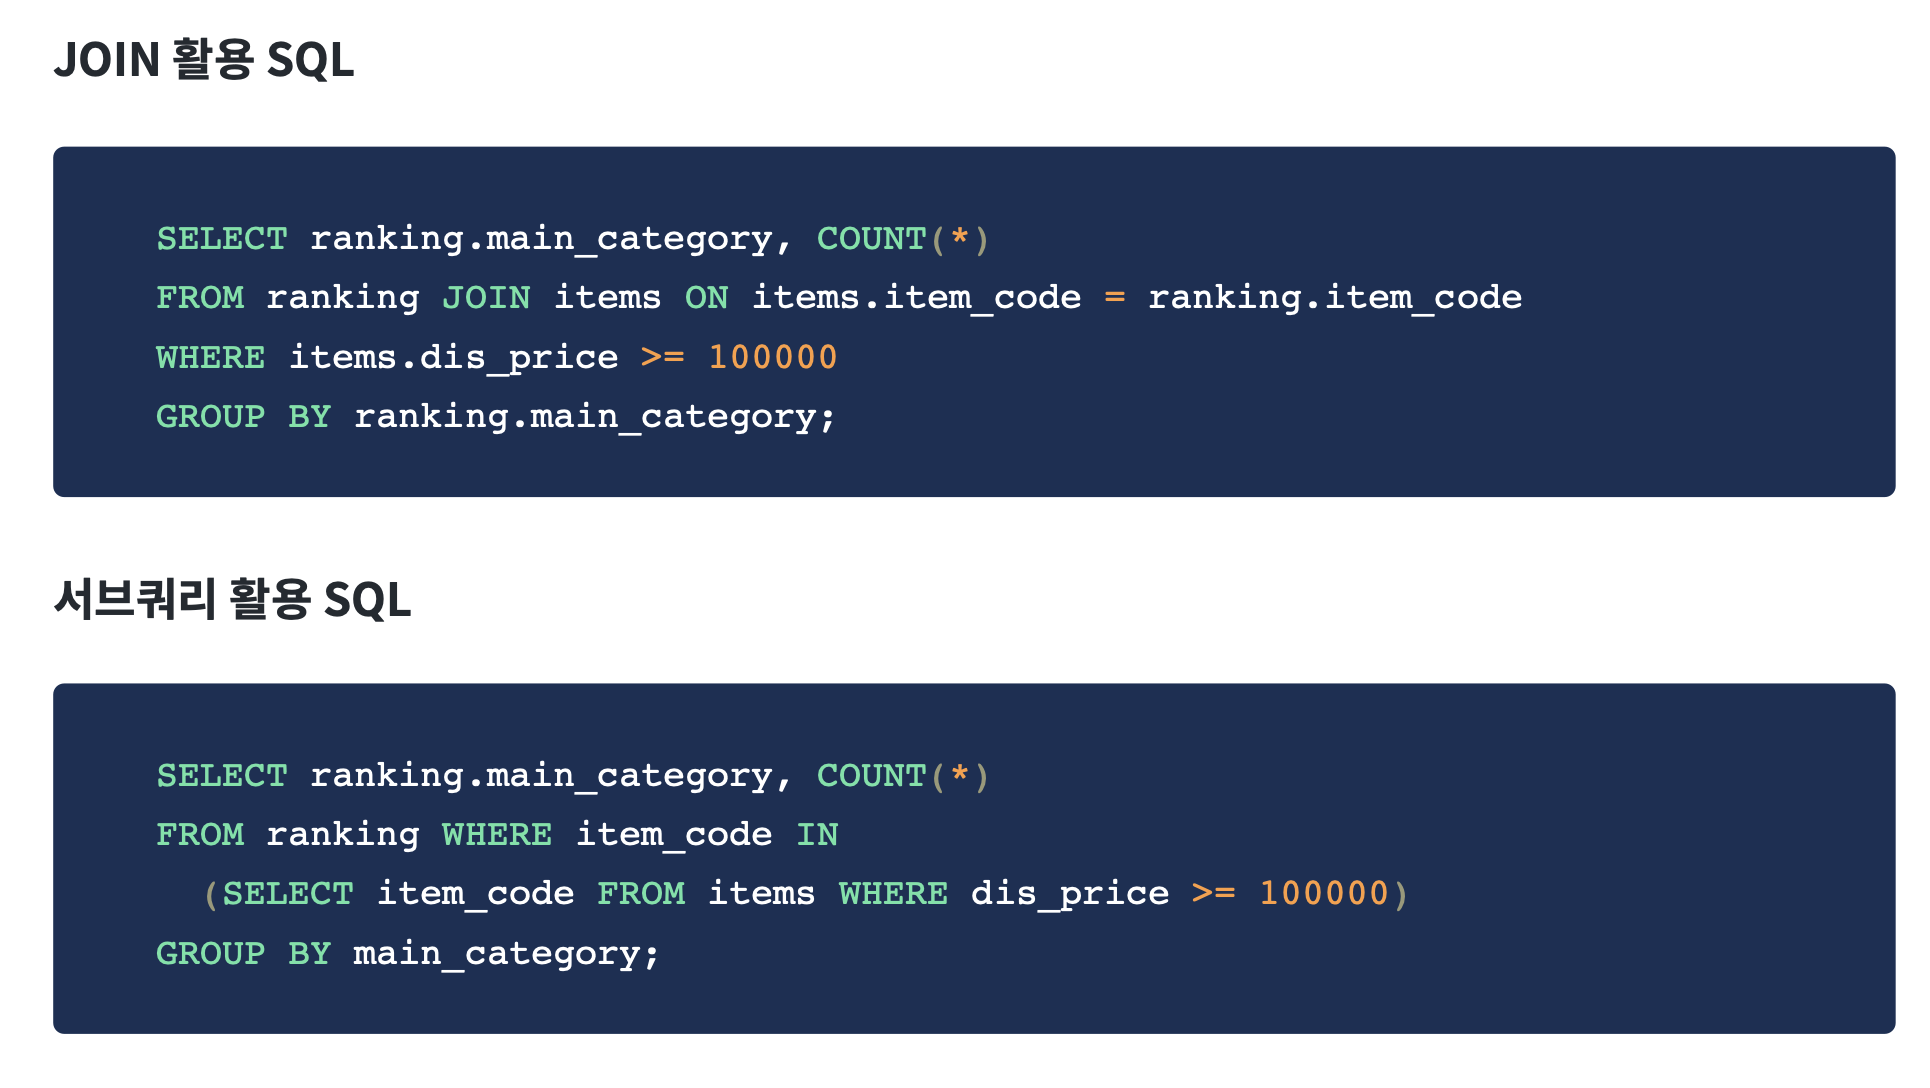 JOIN 활용 SQL
SELECT ranking.main_category, COUNT(*)
FROM ranking JOIN items ON items.item_code = ranking.item_code
WHERE items.dis_price >= 100000
GROUP BY ranking.main_category;
서브쿼리 활용 SQL
SELECT ranking.main_category, COUNT(*)
FROM ranking WHERE item_code IN
(SELECT item_code FROM items WHERE dis_price >= 100000)
GROUP BY main_category;